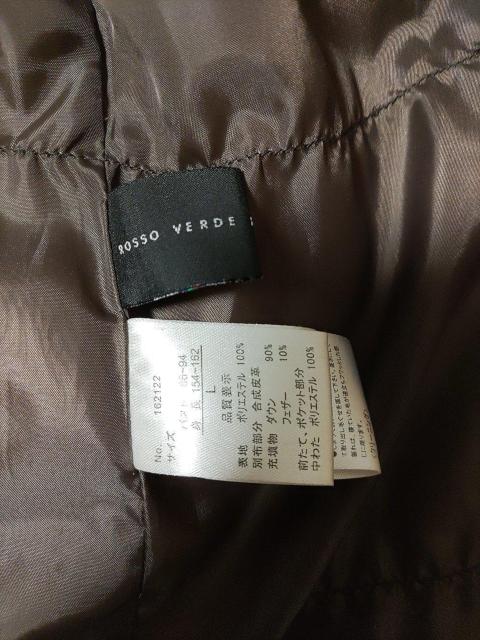 ROSSO VERDE
No. 162122
サイズ バスト 86-94
身長 154-162
L
品質表示
表地 ポリエステル 100%
別布部分 合成皮革
充填物 ダウン 90%
フェザー 10%
前たて、ポケット部分
中わた ポリエステル 100%